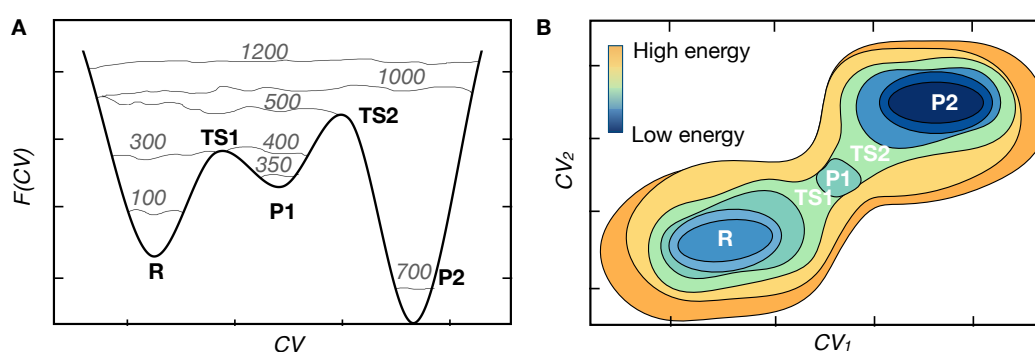 A
1200
1000
500
300
TS1
400
TS2
350
100
P1
R
700
P2
F(CV)
CV
B
High energy
Low energy
P2
TS2
P1
TS1
R
CV2
CV1